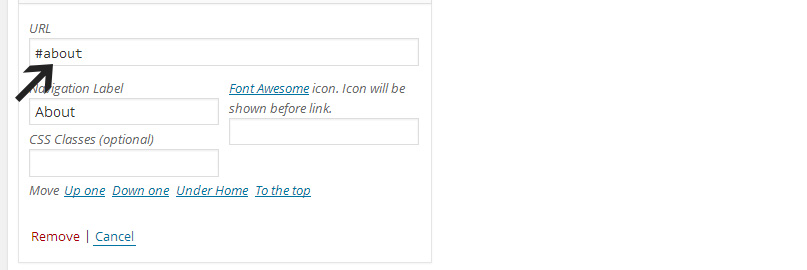 URL
#about
Navigation Label
About
Font Awesome icon. Icon will be
shown before link.
CSS Classes (optional)
Move Up one Down one Under Home To the top
Remove | Cancel